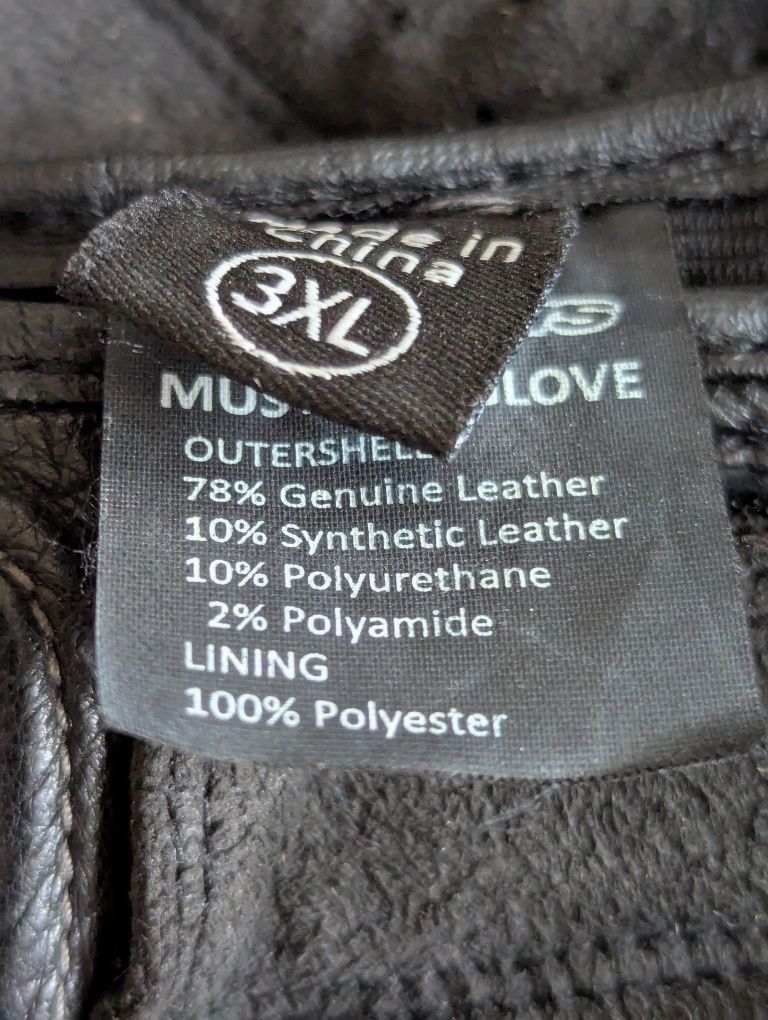 Made in
China
3XL
OUTERSHELL
78% Genuine Leather
10% Synthetic Leather
10% Polyurethane
2% Polyamide
LINING
100% Polyester